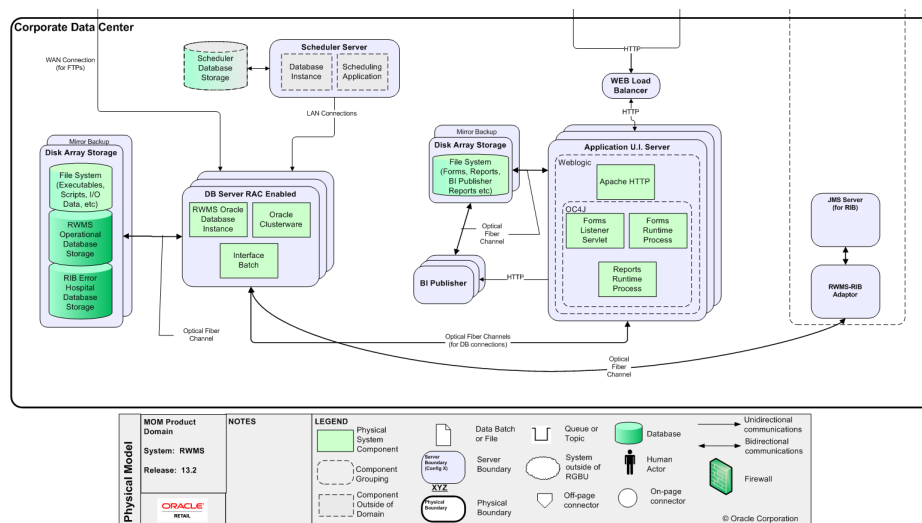 Corporate Data Center
WAN Connection
(for FTPs)
Scheduler
Database
Storage
Scheduler Server
Database
Instance
Scheduling
Application
LAN Connections
HTTP
WEB Load
Balancer
HTTP
Mirror Backup
Disk Array Storage
File System
(Executables,
Scripts, I/O
Data, etc)
RWMS
Operational
Database
Storage
RIB Error
Hospital
Database
Storage
Optical Fiber
Channel
DB Server RAC Enabled
RWMS Oracle
Database
Instance
Oracle
Clusterware
Interface
Batch
Mirror Backup
Disk Array Storage
File System
(Forms, Reports,
BI Publisher
Reports etc)
Optical
Fiber
Channel
BI Publisher
HTTP
Application U.I. Server
Weblogic
Apache HTTP
OC4J
Forms
Listener
Servlet
Forms
Runtime
Process
Reports
Runtime
Process
JMS Server
(for RIB)
RWMS-RIB
Adaptor
Optical Fiber Channels
(for DB connections)
Optical
Fiber
Channel
Physical Model
MOM Product
Domain
System: RWMS
Release: 13.2
ORACLE
RETAIL
NOTES
LEGEND
Physical
System
Component
Component
Grouping
Component
Outside of
Domain
Data Batch
or File
Server
Boundary
(Config X)
XYZ
Server
Boundary
Physical
Boundary
Physical
Boundary
Queue or
Topic
System
outside of
RGBU
Off-page
connector
Database
Human
Actor
On-page
connector
Unidirectional
communications
Bidirectional
communications
Firewall
© Oracle Corporation